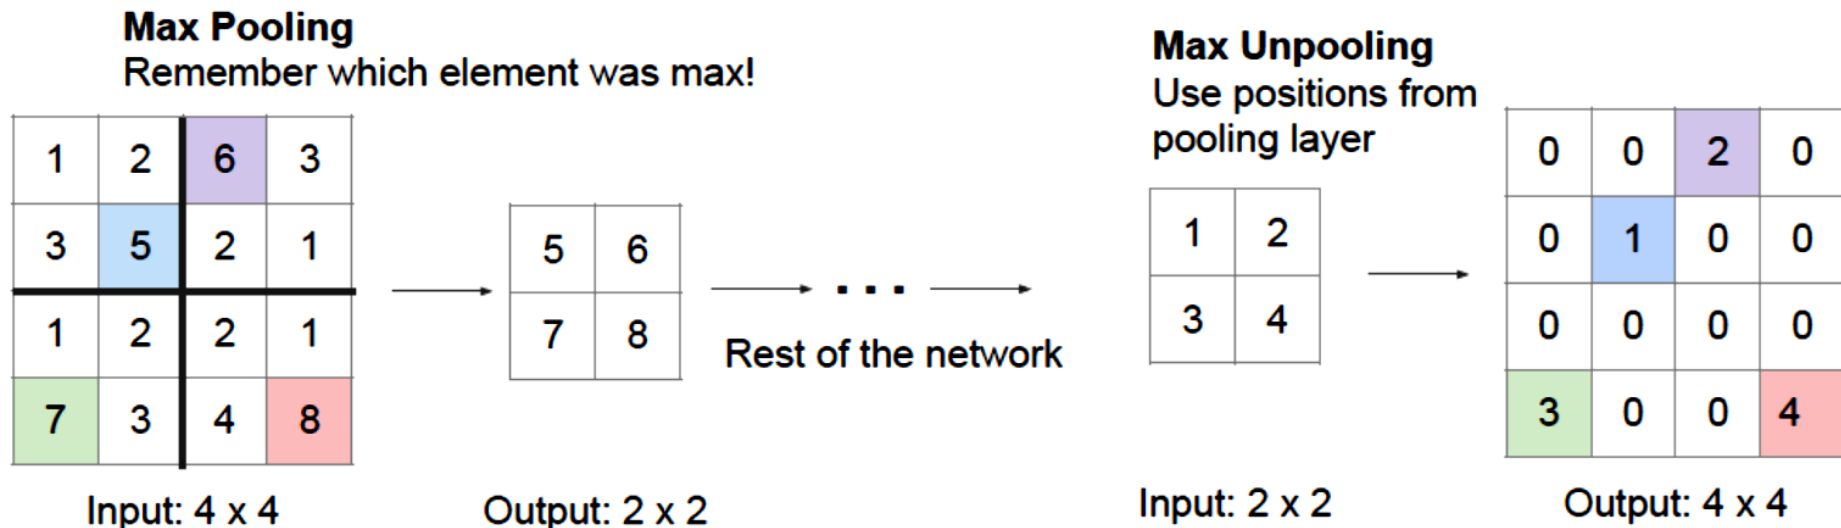 Max Pooling
Remember which element was max!
1 2 6 3
3 5 2 1
1 2 2 1
7 3 4 8
Input: 4 x 4
5 6
7 8
Output: 2 x 2
...
Rest of the network
Max Unpooling
Use positions from
pooling layer
1 2
3 4
Input: 2 x 2
0 0 2 0
0 1 0 0
0 0 0 0
3 0 0 4
Output: 4 x 4